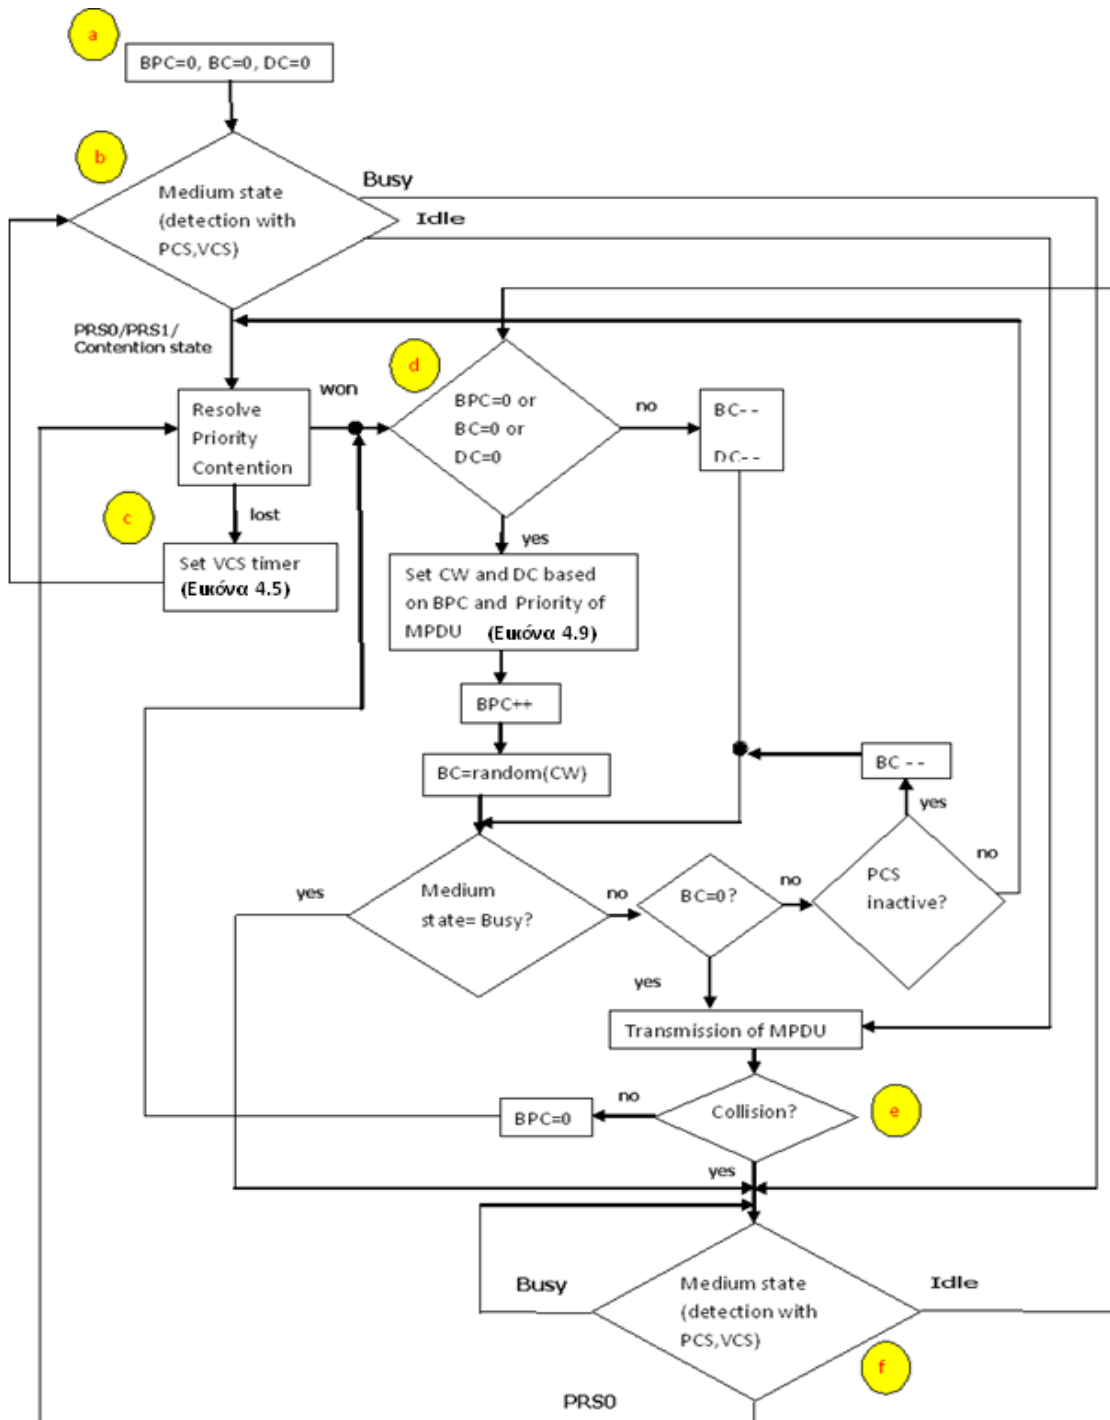 a
BPC=0, BC=0, DC=0
b
Busy
Medium state
(detection with
PCS,VCS)
Idle
PRS0/PRS1/
Contention state
d
won
Resolve
Priority
Contention
BPC=0 or
BC=0 or
DC=0
no
BC--
DC--
c
lost
yes
Set VCS timer
(Εικόνα 4.5)
Set CW and DC based
on BPC and Priority of
MPDU (Εικόνα 4.9)
BPC++
BC=random(CW)
BC --
yes
no
yes
Medium
state= Busy?
no
BC=0?
no
PCS
inactive?
yes
Transmission of MPDU
no
BPC=0
Collision?
e
yes
Busy
Medium state
(detection with
PCS,VCS)
Idle
f
PRS0